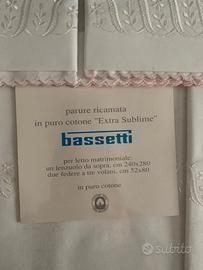 parure ricamata
in puro cotone "Extra Sublime"
bassetti
per letto matrimoniale:
un lenzuolo da sopra, cm 240x280
due federe a tre volani, cm 52x80
in puro cotone
subito